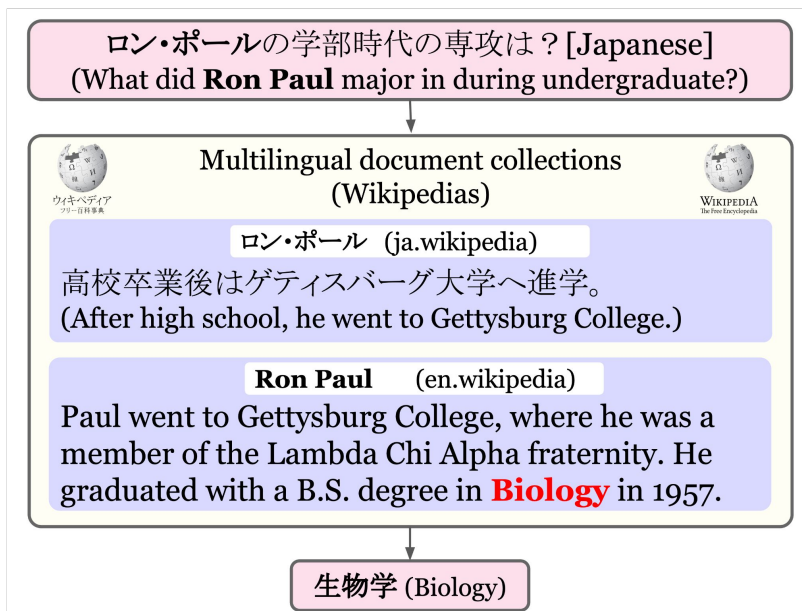 ロン・ポールの学部時代の専攻は？[Japanese]
(What did Ron Paul major in during undergraduate?)
Multilingual document collections
(Wikipedias)
ウィキペディア
フリー百科事典
WIKIPEDIA
The Free Encyclopedia
ロン・ポール (ja.wikipedia)
高校卒業後はゲティスバーグ大学へ進学。
(After high school, he went to Gettysburg College.)
Ron Paul (en.wikipedia)
Paul went to Gettysburg College, where he was a
member of the Lambda Chi Alpha fraternity. He
graduated with a B.S. degree in Biology in 1957.
生物学 (Biology)